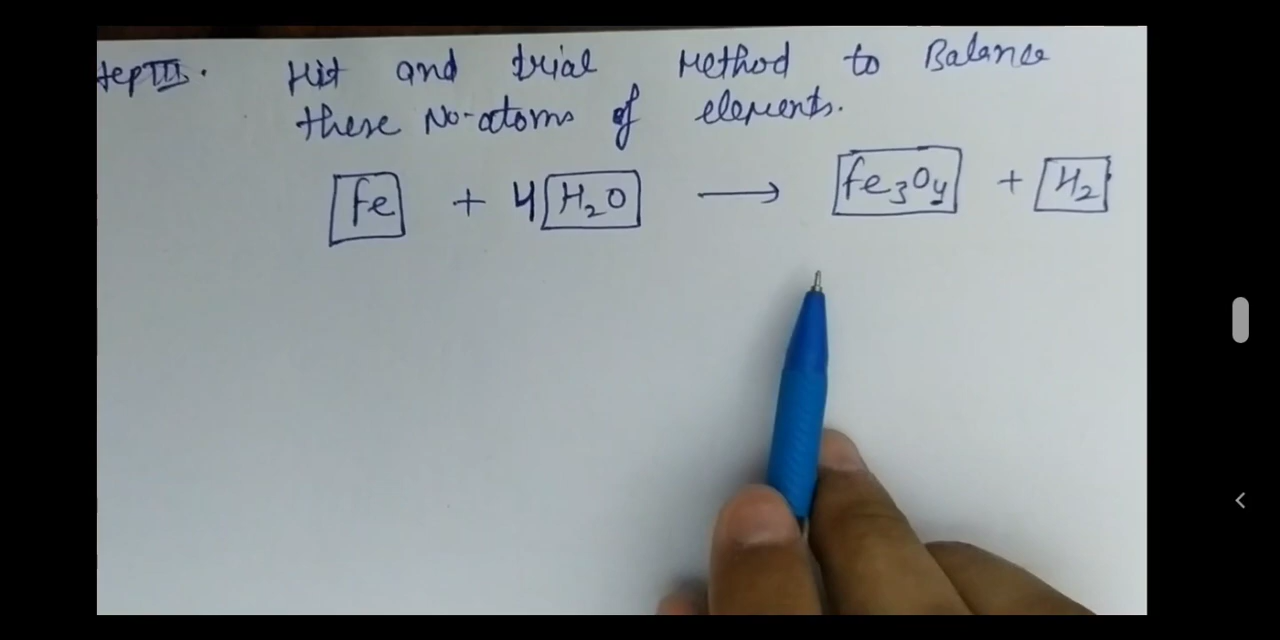 tepIII. Hit and trial Method to Balance
these No-atoms of elements.
Fe + 4 H₂O ⟶ Fe₃O₄ + H₂